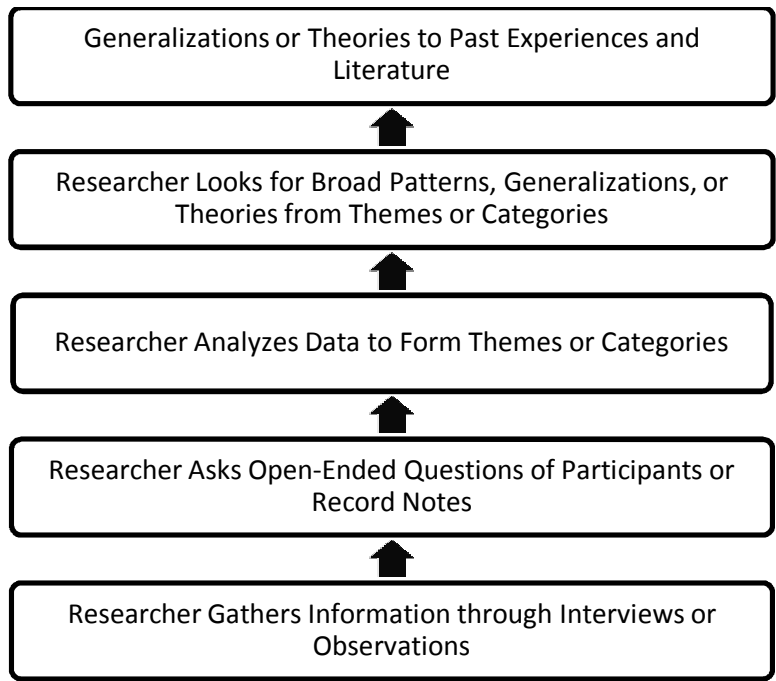 Generalizations or Theories to Past Experiences and
Literature
Researcher Looks for Broad Patterns, Generalizations, or
Theories from Themes or Categories
Researcher Analyzes Data to Form Themes or Categories
Researcher Asks Open-Ended Questions of Participants or
Record Notes
Researcher Gathers Information through Interviews or
Observations